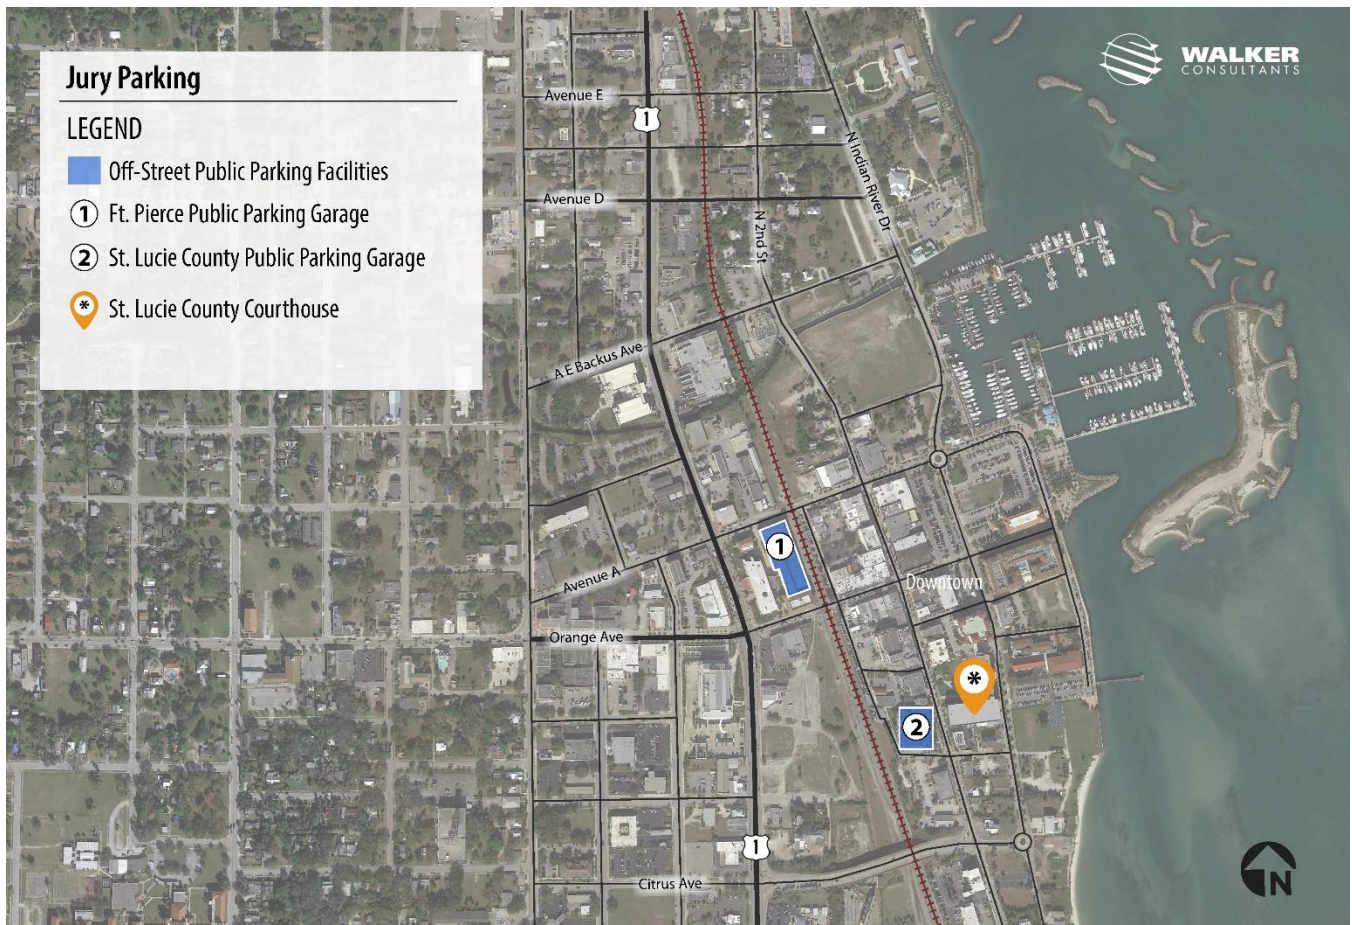 Jury Parking
LEGEND
Off-Street Public Parking Facilities
1 Ft. Pierce Public Parking Garage
2 St. Lucie County Public Parking Garage
* St. Lucie County Courthouse
WALKER
CONSULTANTS
Avenue E
1
N Indian River Dr
Avenue D
N 2nd St
A E Backus Ave
1
Avenue A
Downtown
Orange Ave
*
2
1
Citrus Ave
N